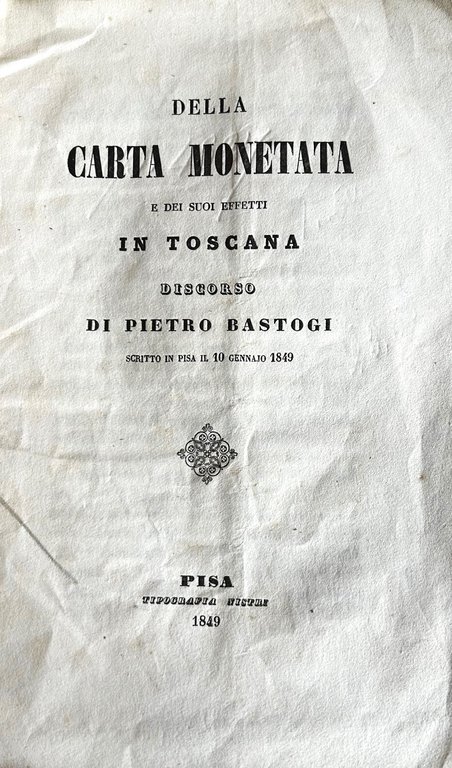 DELLA
CARTA MONETATA
E DEI SUOI EFFETTI
IN TOSCANA
DISCORSO
DI PIETRO BASTOGI
SCRITTO IN PISA IL 10 GENNAJO 1849
PISA
TIPOGRAFIA NISTRI
1849